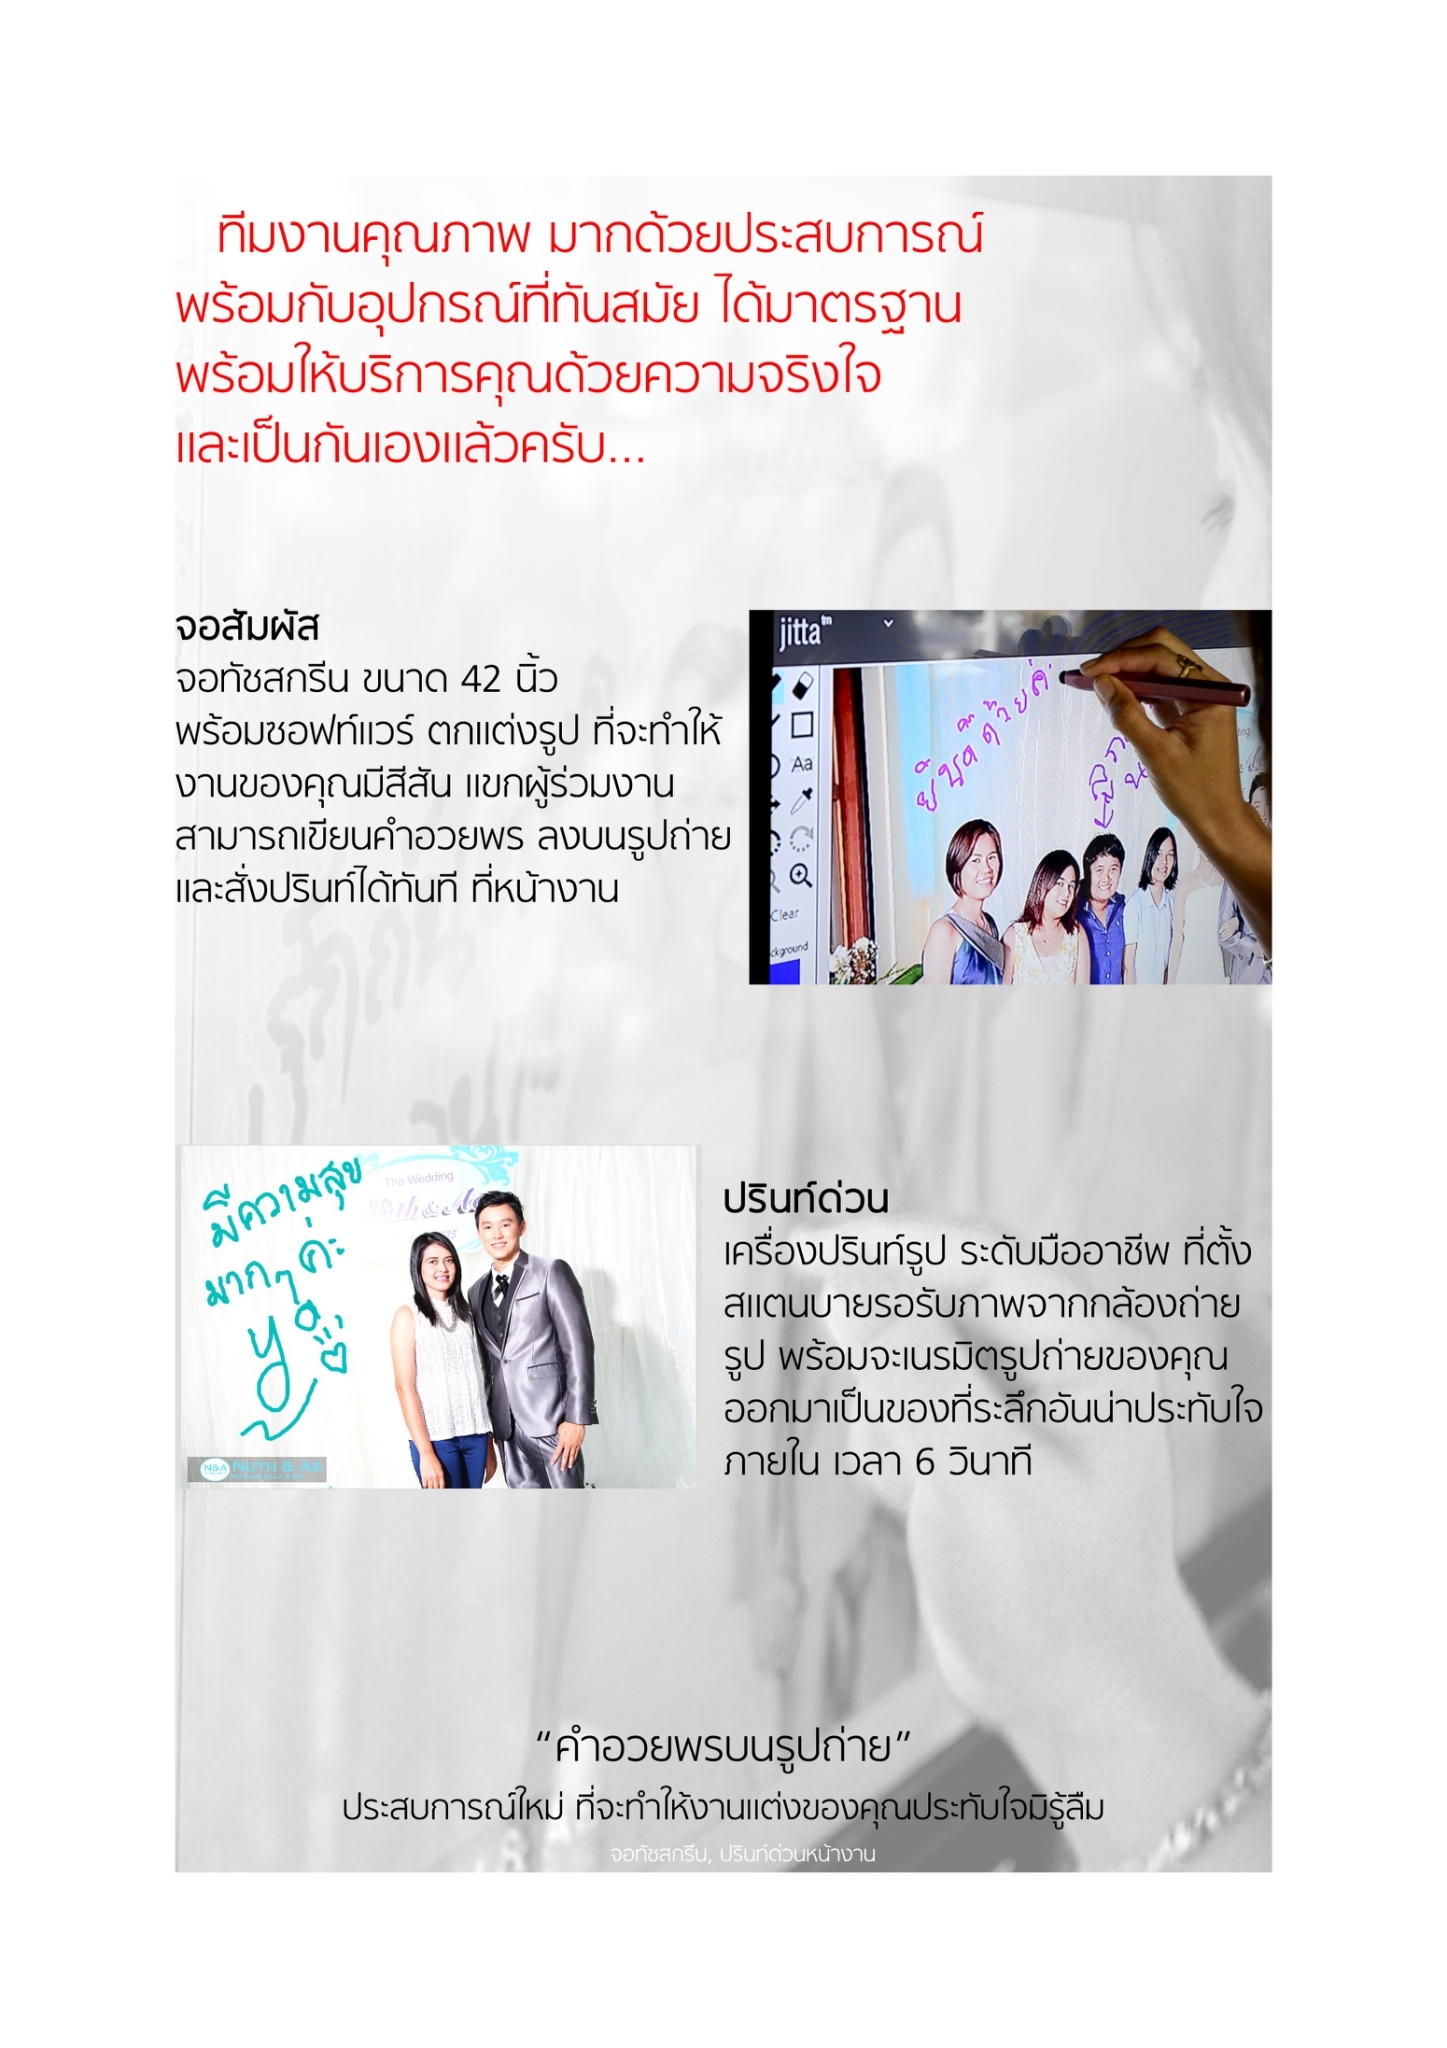 ทีมงานคุณภาพ มากด้วยประสบการณ์
พร้อมกับอุปกรณ์ที่ทันสมัย ได้มาตรฐาน
พร้อมให้บริการคุณด้วยความจริงใจ
และเป็นกันเองแล้วครับ...
จอสัมผัส
จอทัชสกรีน ขนาด 42 นิ้ว
พร้อมซอฟท์แวร์ ตกแต่งรูป ที่จะทำให้
งานของคุณมีสีสัน แขกผู้ร่วมงาน
สามารถเขียนคำอวยพร ลงบนรูปถ่าย
และสั่งปรินท์ได้ทันที ที่หน้างาน
jitta
ยินดีด้วยค่ะ
Aa
Clear
มีความสุข
มากๆ ค่ะ
The Wedding
N&A NUTH & AE
ปรินท์ด่วน
เครื่องปรินท์รูป ระดับมืออาชีพ ที่ตั้ง
สแตนบายรอรับภาพจากกล้องถ่าย
รูป พร้อมจะเนรมิตรูปถ่ายของคุณ
ออกมาเป็นของที่ระลึกอันน่าประทับใจ
ภายใน เวลา 6 วินาที
“คำอวยพรบนรูปถ่าย”
ประสบการณ์ใหม่ ที่จะทำให้งานแต่งของคุณประทับใจมิรู้ลืม
จอทัชสกรีน, ปรินท์ด่วนหน้างาน